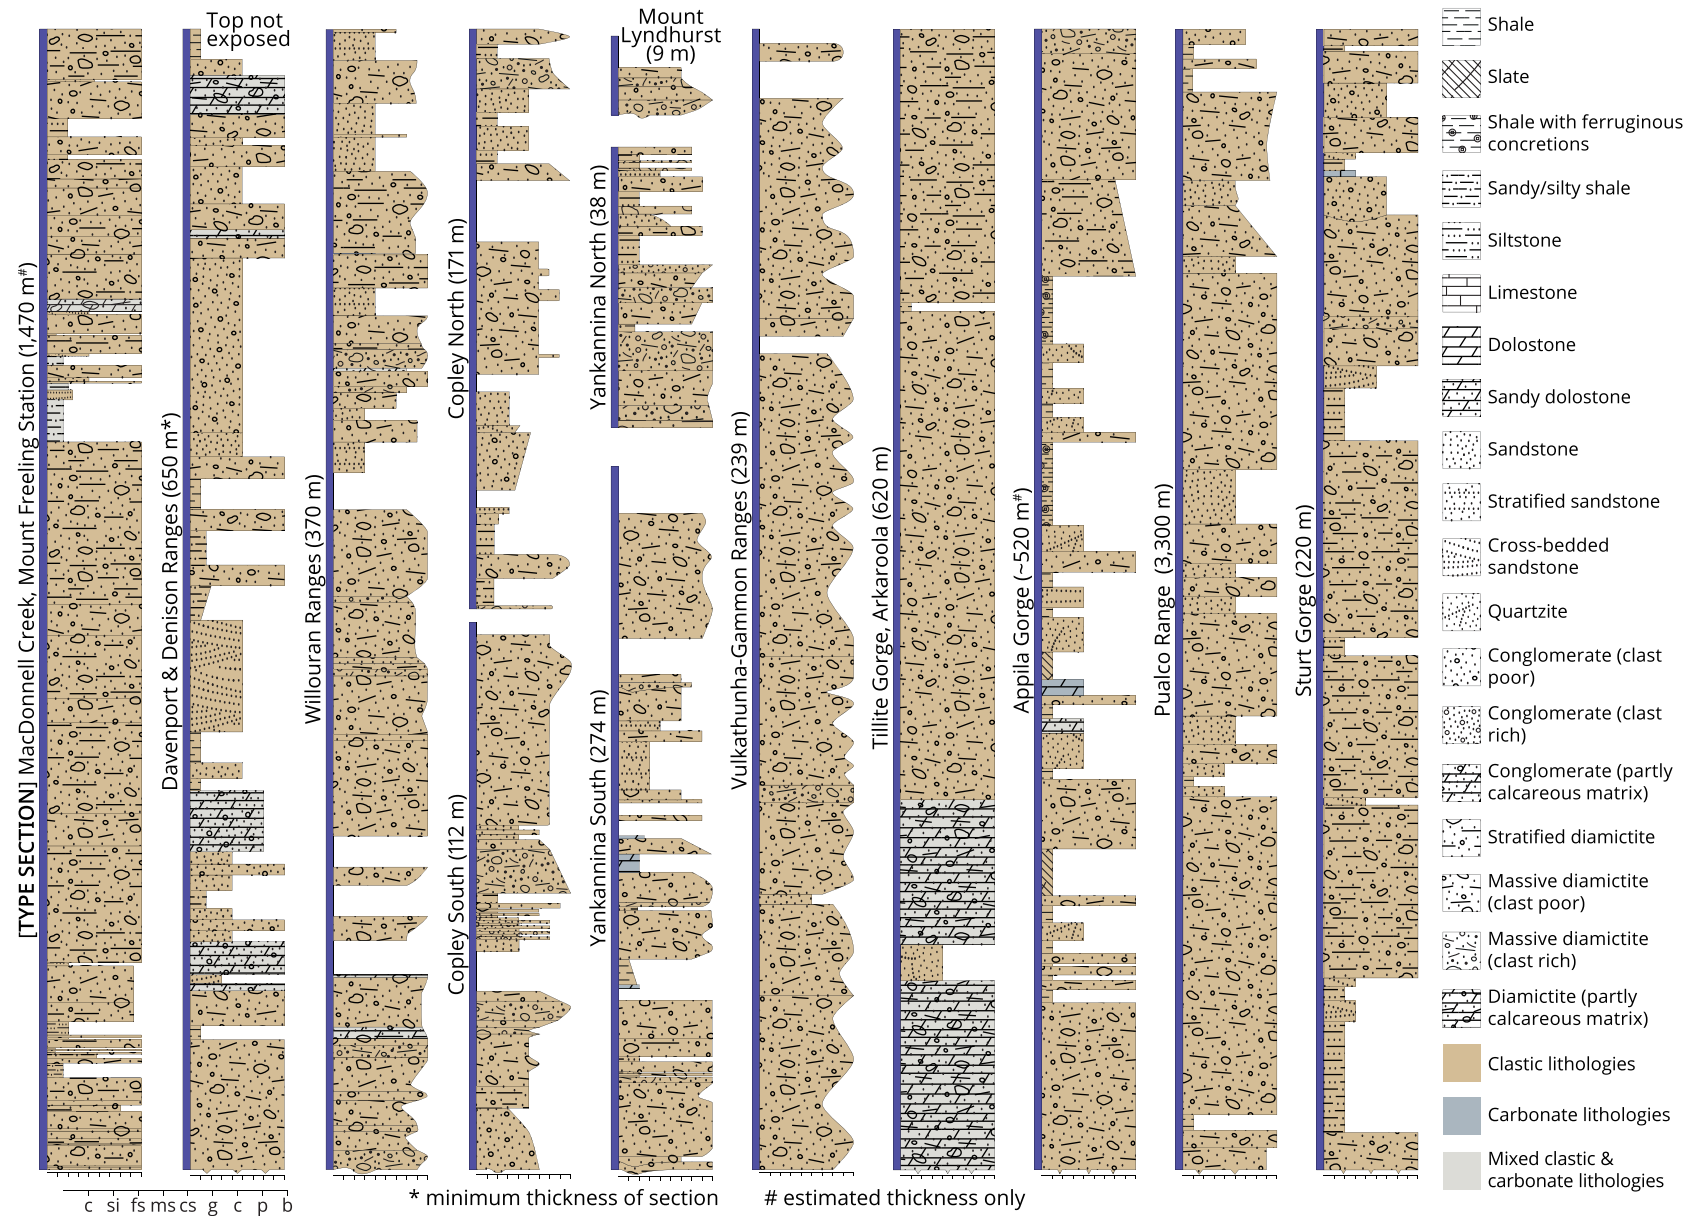 Top not
exposed
Mount
Lyndhurst
(9 m)
[TYPE SECTION] MacDonnell Creek, Mount Freeling Station (1,470 m#)
Davenport & Denison Ranges (650 m*)
Willouran Ranges (370 m)
Copley North (171 m)
Copley South (112 m)
Yankannina North (38 m)
Yankannina South (274 m)
Vulkathunha-Gammon Ranges (239 m)
Tillite Gorge, Arkaroola (620 m)
Appila Gorge (~520 m#)
Pualco Range (3,300 m)
Sturt Gorge (220 m)
Shale
Slate
Shale with ferruginous
concretions
Sandy/silty shale
Siltstone
Limestone
Dolostone
Sandy dolostone
Sandstone
Stratified sandstone
Cross-bedded
sandstone
Quartzite
Conglomerate (clast
poor)
Conglomerate (clast
rich)
Conglomerate (partly
calcareous matrix)
Stratified diamictite
Massive diamictite
(clast poor)
Massive diamictite
(clast rich)
Diamictite (partly
calcareous matrix)
Clastic lithologies
Carbonate lithologies
Mixed clastic &
carbonate lithologies
c si fs ms cs g c p b
* minimum thickness of section
# estimated thickness only